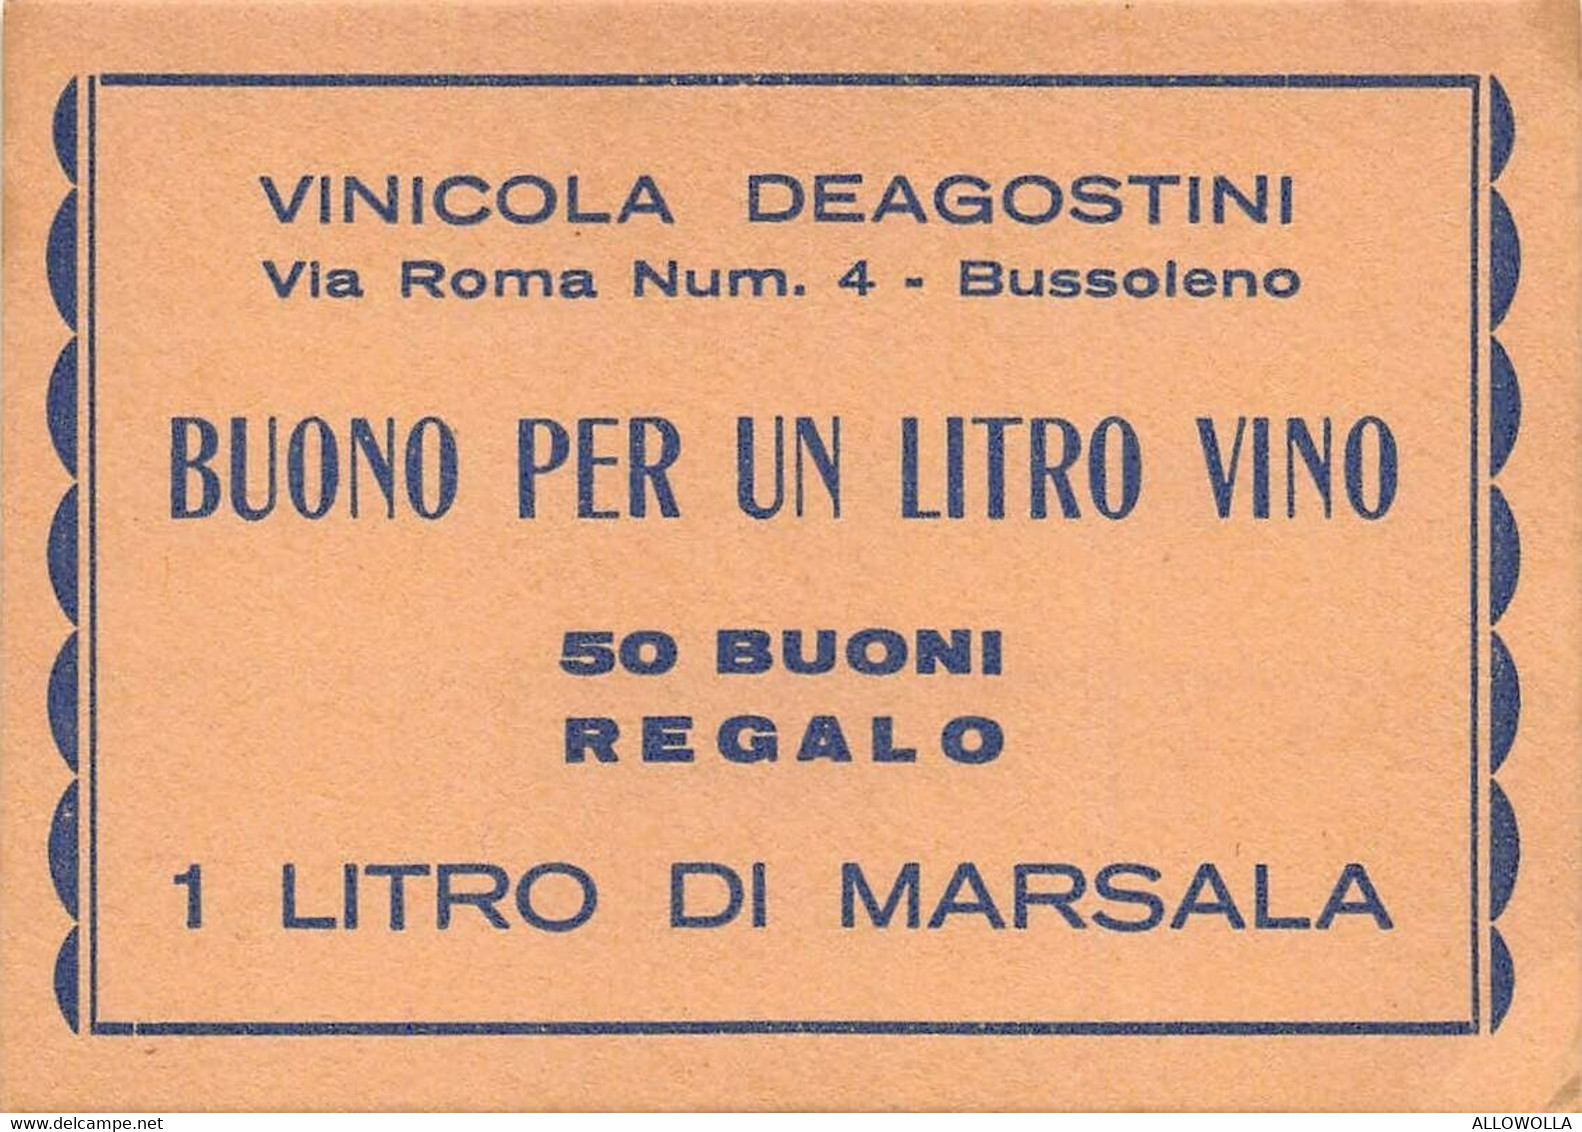 VINICOLA DEAGOSTINI
Via Roma Num. 4 - Bussoleno
BUONO PER UN LITRO VINO
50 BUONI
REGALO
1 LITRO DI MARSALA
delcampe.net
ALLOWOLLA